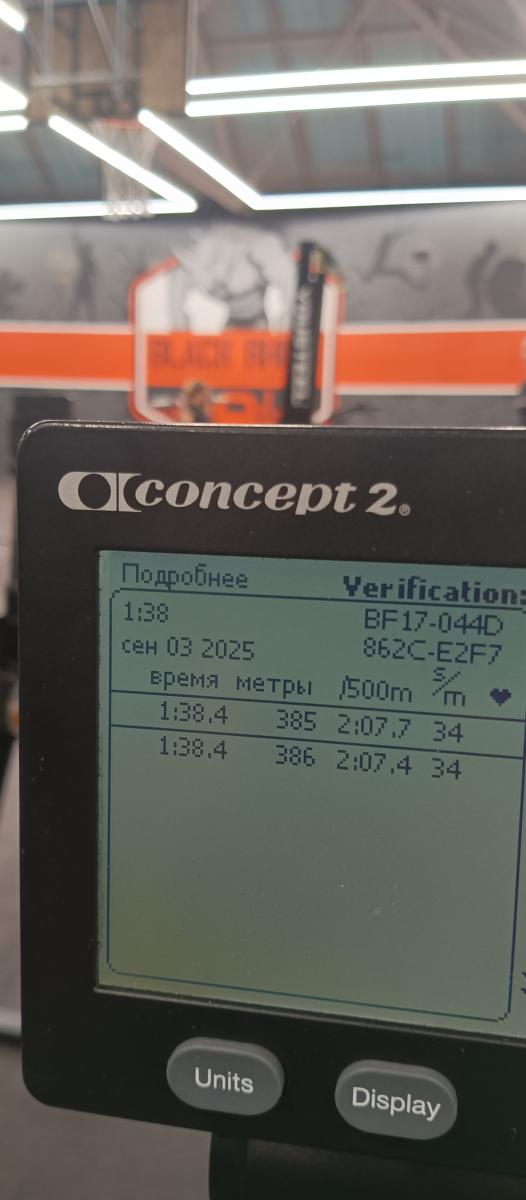 BLACK
concept 2®
Подробнее Verification:
1:38 BF17-044D
сен 03 2025 862C-E2F7
время метры /500m s/m ♥
1:38.4 385 2:07.7 34
1:38.4 386 2:07.4 34
Units Display